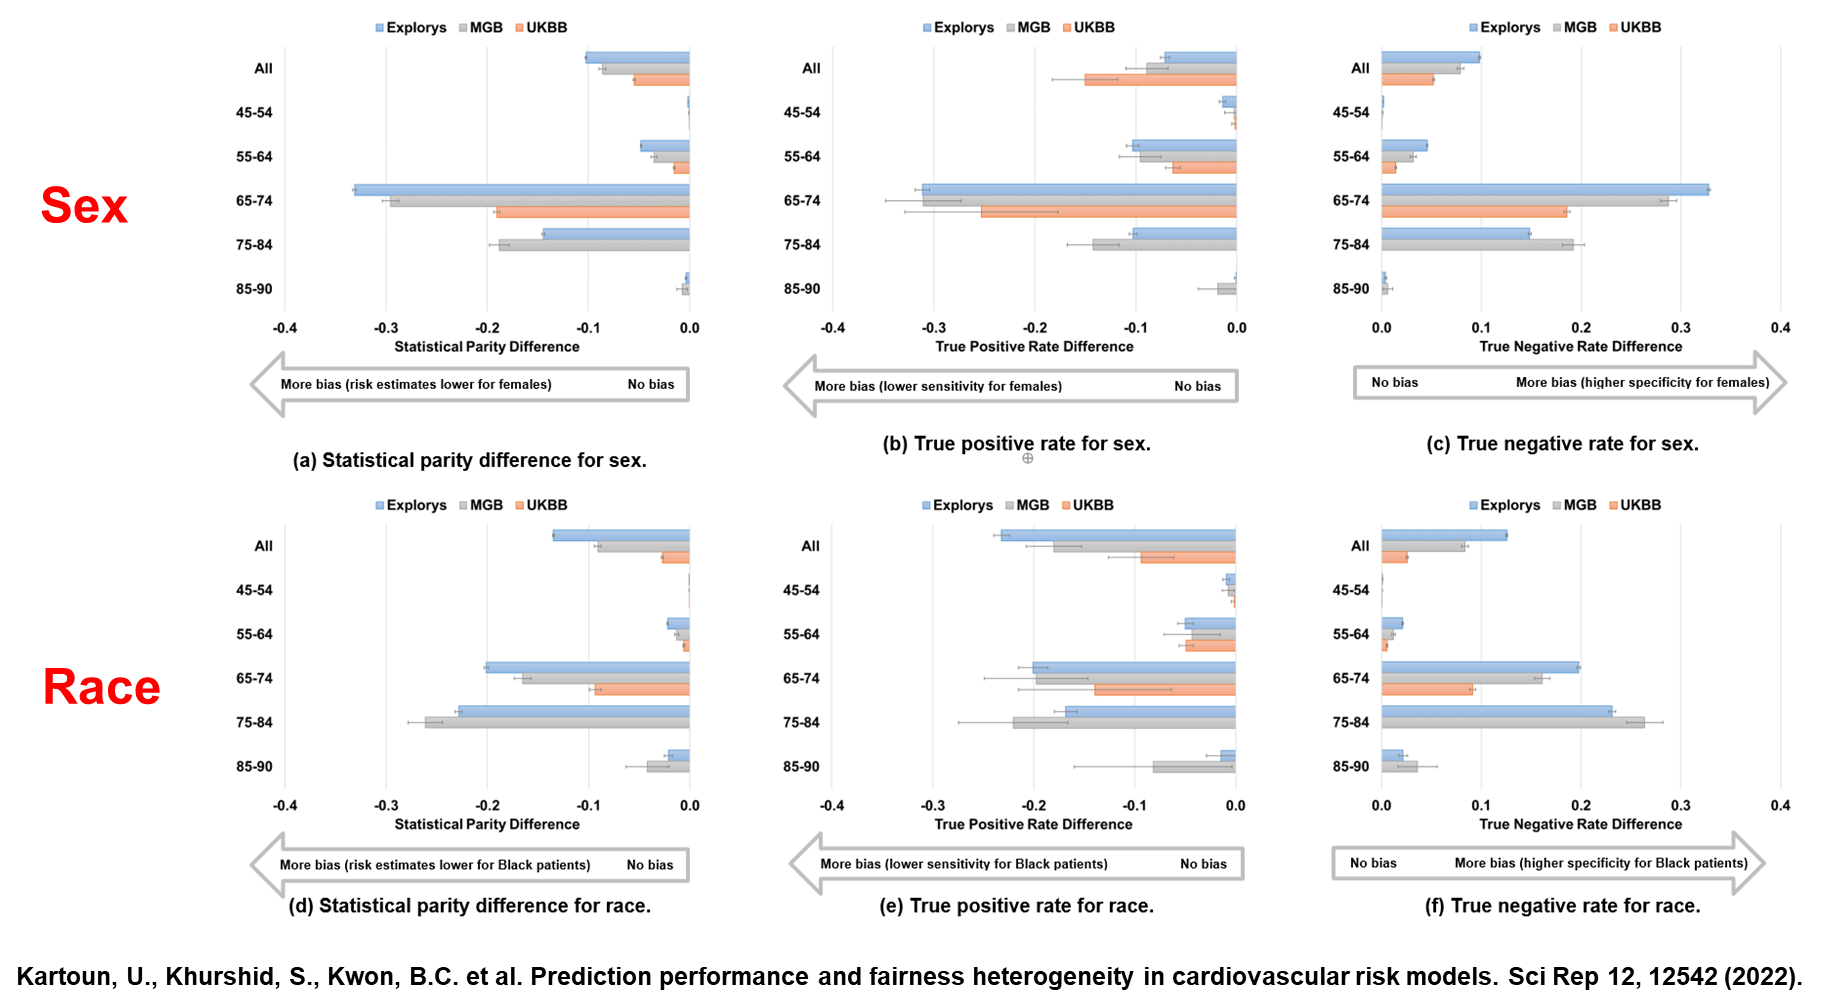 Explorys MGB UKBB
All
45-54
55-64
65-74
75-84
85-90
-0.4 -0.3 -0.2 -0.1 0.0
Statistical Parity Difference
More bias (risk estimates lower for females) No bias
(a) Statistical parity difference for sex.
Explorys MGB UKBB
All
45-54
55-64
65-74
75-84
85-90
-0.4 -0.3 -0.2 -0.1 0.0
True Positive Rate Difference
More bias (lower sensitivity for females) No bias
(b) True positive rate for sex.
Explorys MGB UKBB
All
45-54
55-64
65-74
75-84
85-90
0.0 0.1 0.2 0.3 0.4
True Negative Rate Difference
No bias More bias (higher specificity for females)
(c) True negative rate for sex.
Sex
Explorys MGB UKBB
All
45-54
55-64
65-74
75-84
85-90
-0.4 -0.3 -0.2 -0.1 0.0
Statistical Parity Difference
More bias (risk estimates lower for Black patients) No bias
(d) Statistical parity difference for race.
Explorys MGB UKBB
All
45-54
55-64
65-74
75-84
85-90
-0.4 -0.3 -0.2 -0.1 0.0
True Positive Rate Difference
More bias (lower sensitivity for Black patients) No bias
(e) True positive rate for race.
Explorys MGB UKBB
All
45-54
55-64
65-74
75-84
85-90
0.0 0.1 0.2 0.3 0.4
True Negative Rate Difference
No bias More bias (higher specificity for Black patients)
(f) True negative rate for race.
Race
Kartoun, U., Khurshid, S., Kwon, B.C. et al. Prediction performance and fairness heterogeneity in cardiovascular risk models. Sci Rep 12, 12542 (2022).